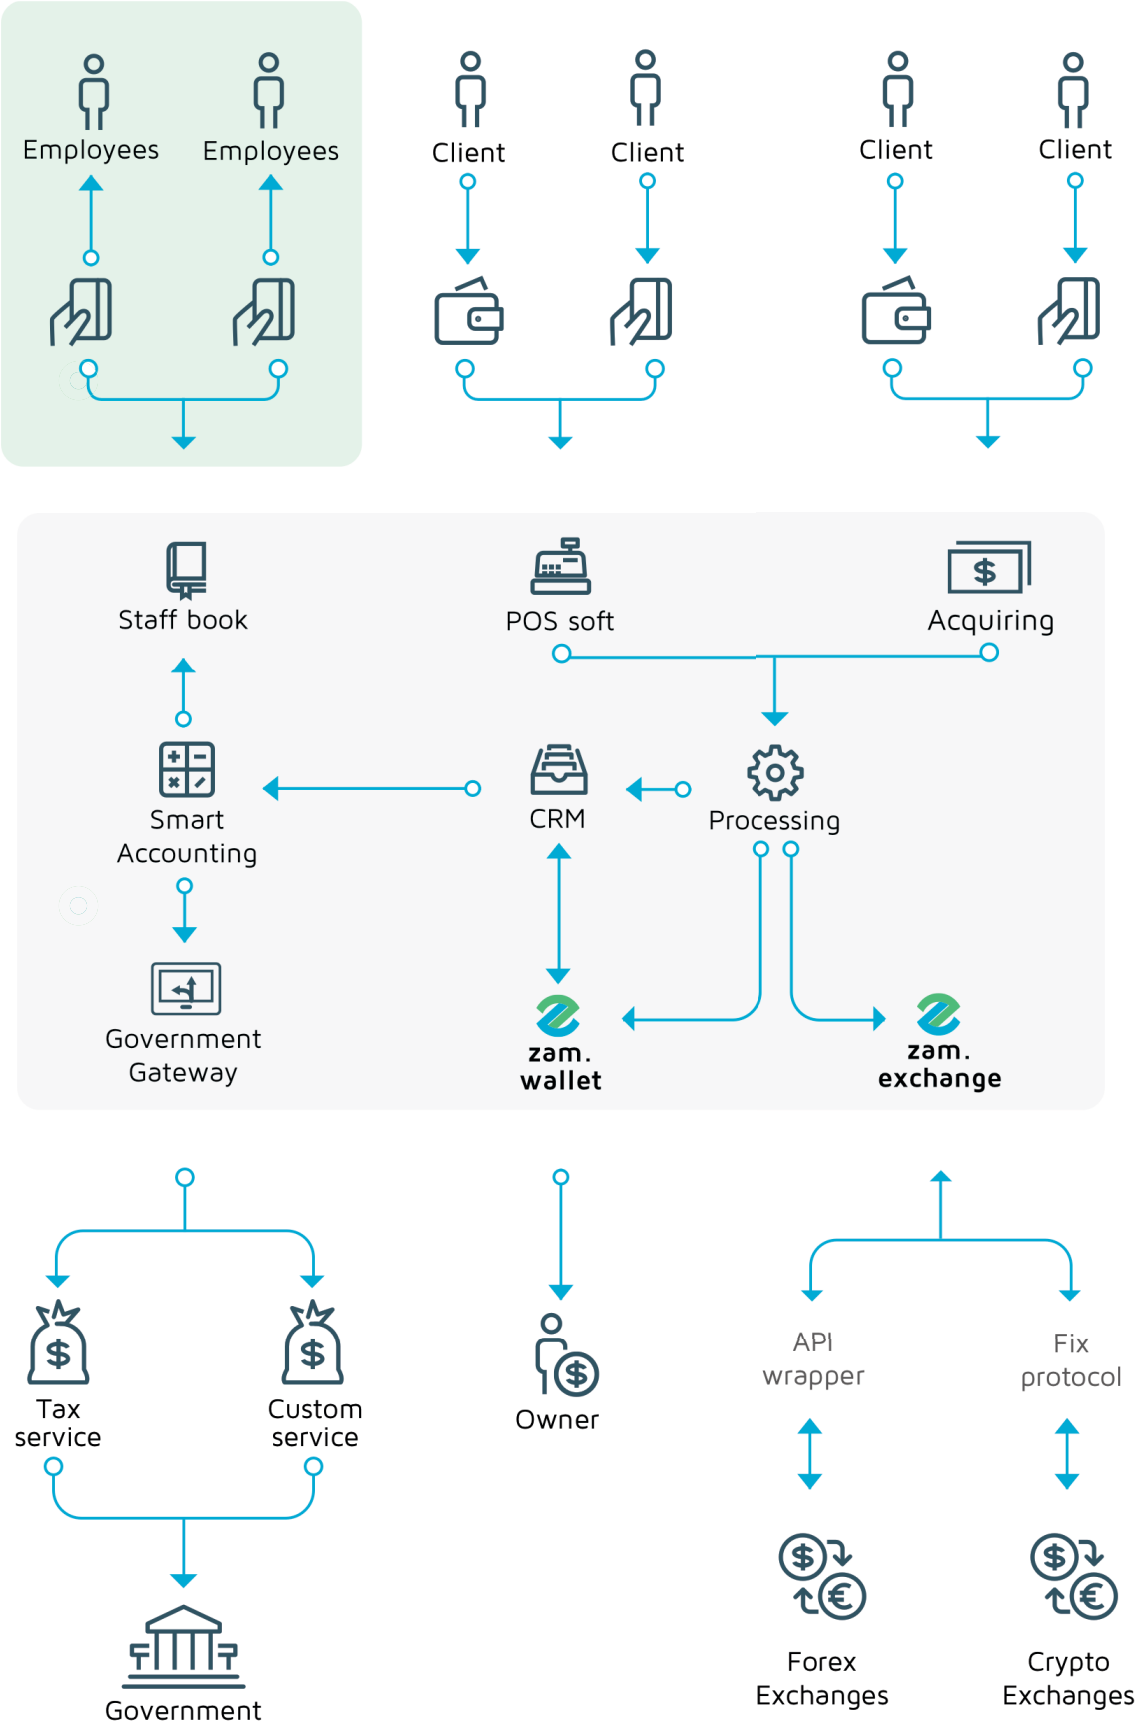 Employees
Employees
Client
Client
Client
Client
Staff book
POS soft
Acquiring
Smart
Accounting
CRM
Processing
Government
Gateway
zam.
wallet
zam.
exchange
Tax
service
Custom
service
Owner
API
wrapper
Fix
protocol
Government
Forex
Exchanges
Crypto
Exchanges